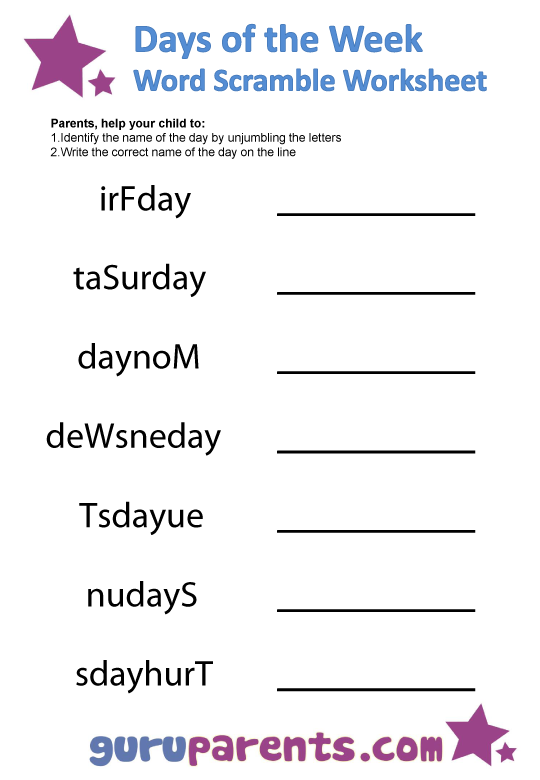 Days of the Week
Word Scramble Worksheet
Parents, help your child to:
1.Identify the name of the day by unjumbling the letters
2.Write the correct name of the day on the line
irFday
taSurday
daynoM
deWsneday
Tsdayue
nudayS
sdayhurT
guruparents.com